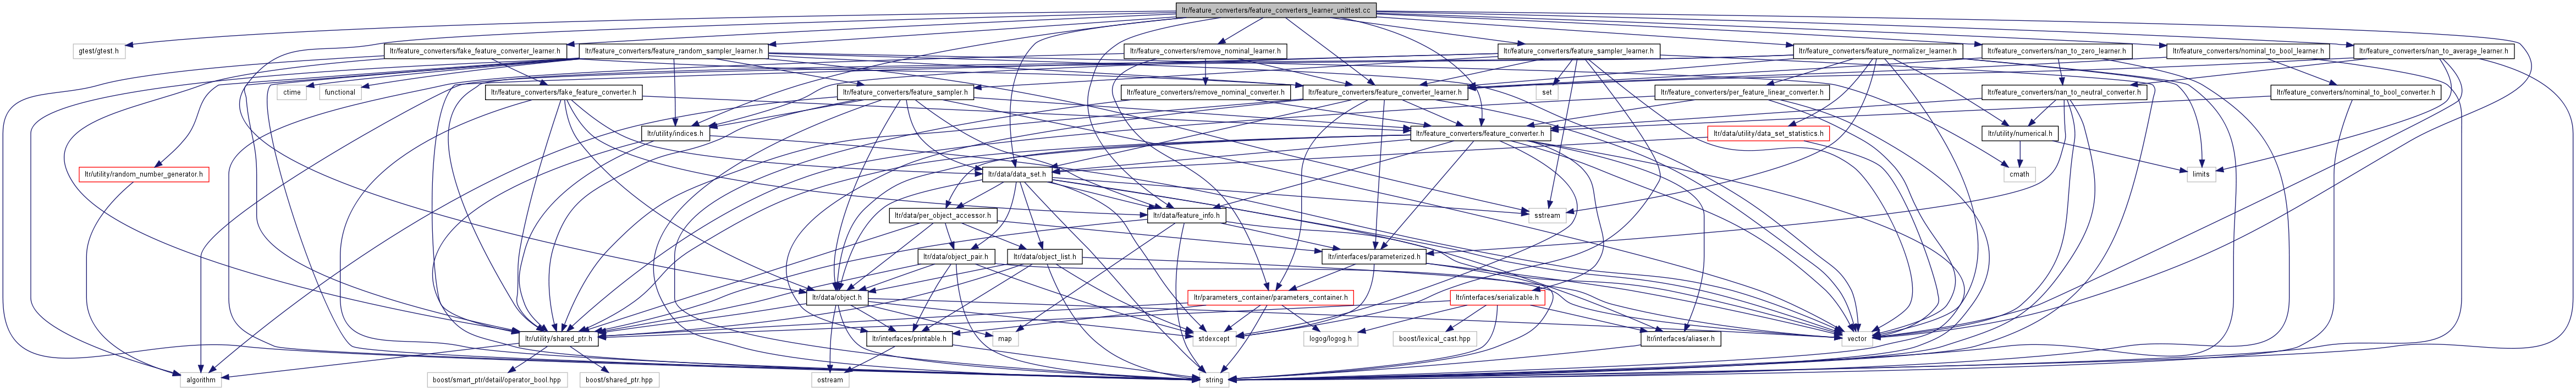 ltr/feature_converters/feature_converters_learner_unittest.cc
gtest/gtest.h
ltr/feature_converters/fake_feature_converter_learner.h
ltr/feature_converters/feature_random_sampler_learner.h
ltr/feature_converters/remove_nominal_learner.h
ltr/feature_converters/feature_sampler_learner.h
ltr/feature_converters/feature_normalizer_learner.h
ltr/feature_converters/nan_to_zero_learner.h
ltr/feature_converters/nominal_to_bool_learner.h
ltr/feature_converters/nan_to_average_learner.h
ctime
functional
ltr/feature_converters/fake_feature_converter.h
ltr/feature_converters/feature_sampler.h
ltr/feature_converters/remove_nominal_converter.h
ltr/feature_converters/feature_converter_learner.h
set
ltr/feature_converters/per_feature_linear_converter.h
ltr/feature_converters/nan_to_neutral_converter.h
ltr/feature_converters/nominal_to_bool_converter.h
ltr/utility/indices.h
ltr/feature_converters/feature_converter.h
ltr/data/utility/data_set_statistics.h
ltr/utility/numerical.h
ltr/utility/random_number_generator.h
ltr/data/data_set.h
cmath
limits
ltr/data/per_object_accessor.h
ltr/data/feature_info.h
sstream
ltr/data/object_pair.h
ltr/data/object_list.h
ltr/interfaces/parameterized.h
ltr/data/object.h
ltr/parameters_container/parameters_container.h
ltr/interfaces/serializable.h
ltr/utility/shared_ptr.h
ltr/interfaces/printable.h
map
stdexcept
logog/logog.h
boost/lexical_cast.hpp
ltr/interfaces/aliaser.h
vector
algorithm
boost/smart_ptr/detail/operator_bool.hpp
boost/shared_ptr.hpp
ostream
string